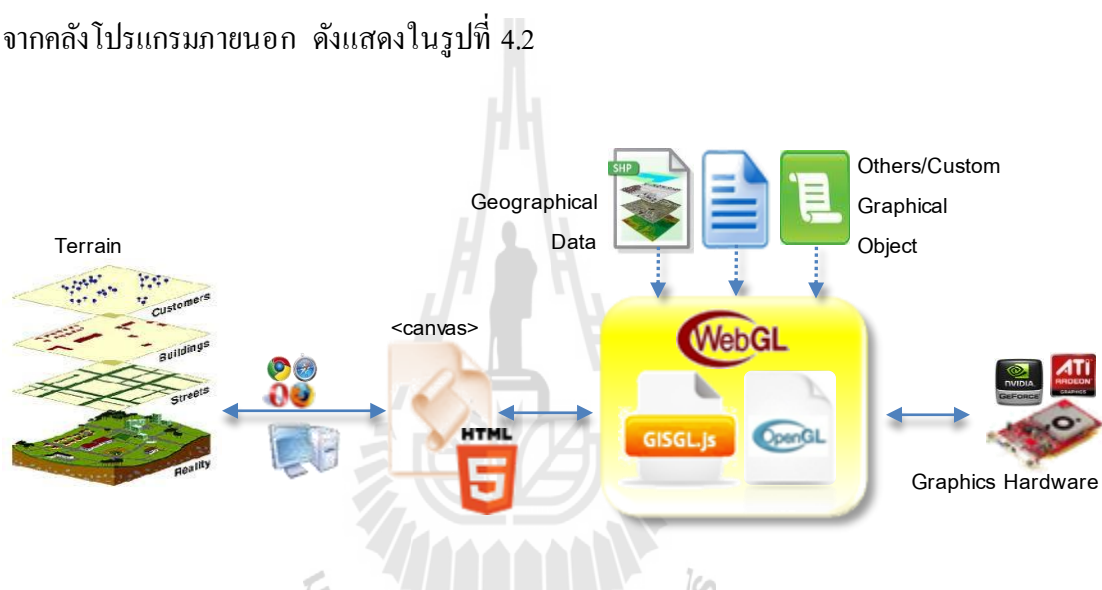 จากคลังโปรแกรมภายนอก ดังแสดงในรูปที่ 4.2
SHP
Others/Custom
Geographical
Graphical
Data
Object
Terrain
Customers
Buildings
Streets
Reality
<canvas>
HTML
5
WebGL
GISGL.js
OpenGL
NVIDIA
GEFORCE
ATI
RADEON
GRAPHICS
Graphics Hardware